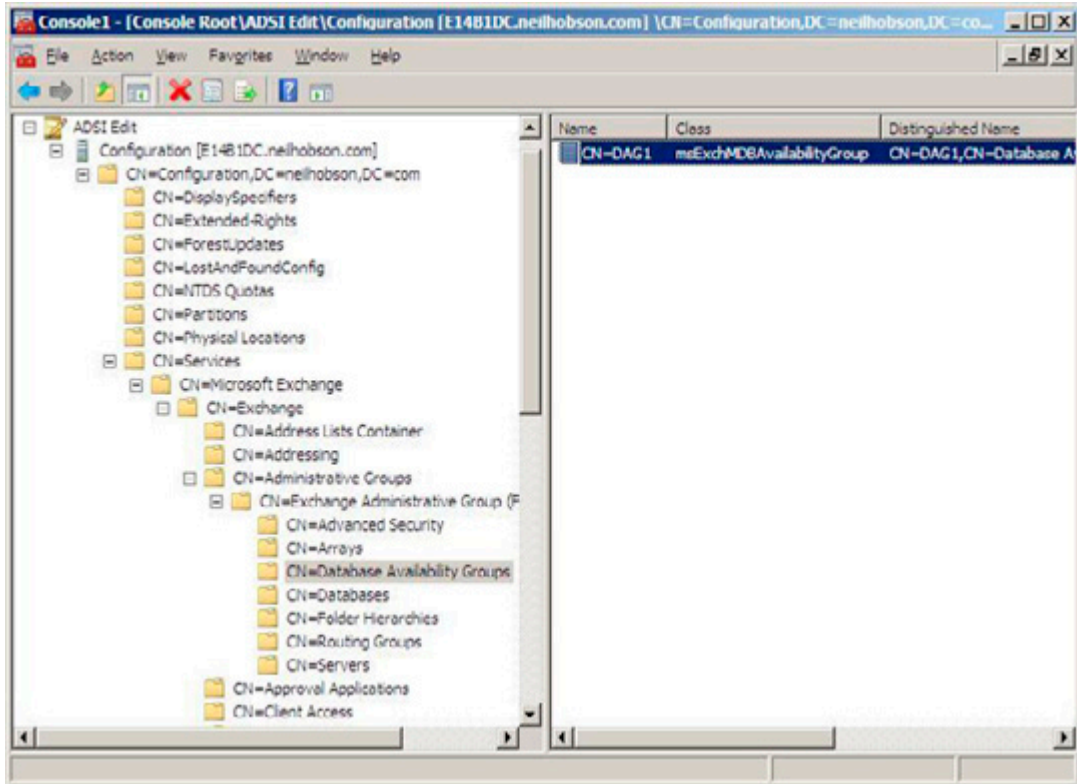 Console1 - [Console Root\ADSI Edit\Configuration [E14B1DC.neilhobson.com] \CN=Configuration,DC=neilhobson,DC=co...
File Action View Favorites Window Help
ADSI Edit
Configuration [E14B1DC.neilhobson.com]
CN=Configuration,DC=neilhobson,DC=com
CN=DisplaySpecifiers
CN=Extended-Rights
CN=ForestUpdates
CN=LostAndFoundConfig
CN=NTDS Quotas
CN=Partitions
CN=Physical Locations
CN=Services
CN=Microsoft Exchange
CN=Exchange
CN=Address Lists Container
CN=Addressing
CN=Administrative Groups
CN=Exchange Administrative Group (F
CN=Advanced Security
CN=Arrays
CN=Database Availability Groups
CN=Databases
CN=Folder Hierarchies
CN=Routing Groups
CN=Servers
CN=Approval Applications
CN=Client Access
Name Class Distinguished Name
CN=DAG1 msExchMDBAvailabilityGroup CN=DAG1,CN=Database A